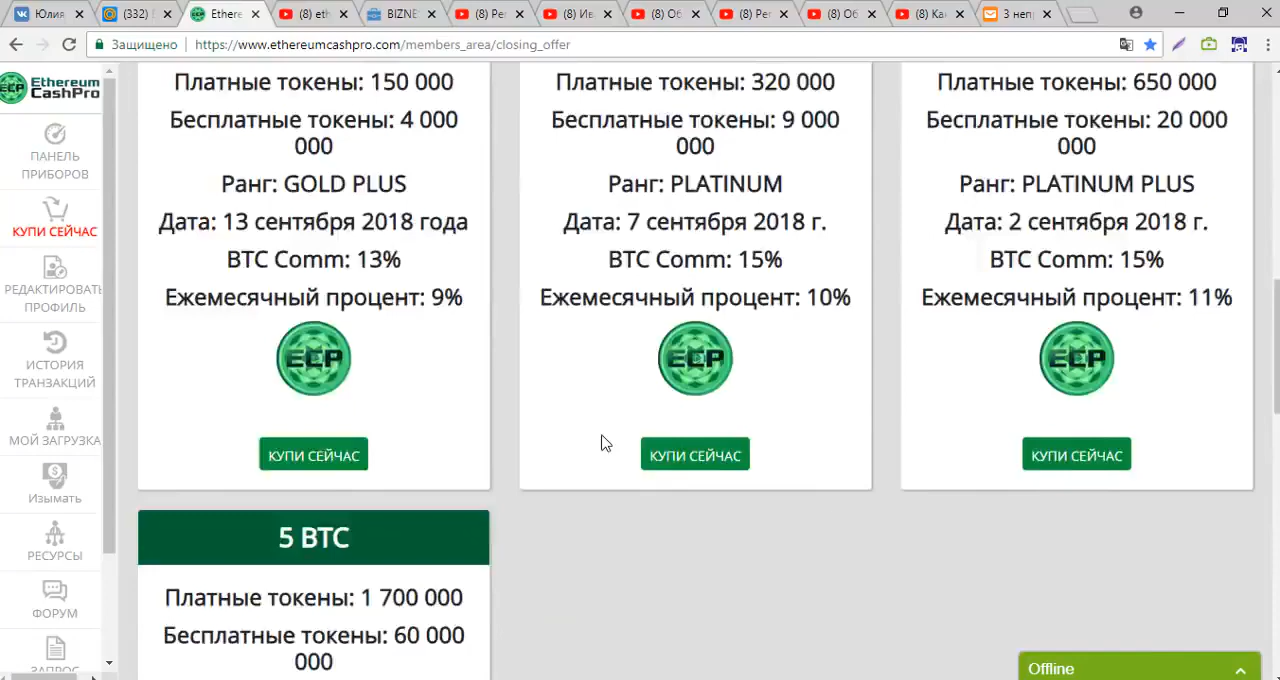 Юлия
(332) 
Ethere
(8) eth
BIZNE
(8) Рег
(8) Ива
(8) Об
(8) Рег
(8) Об
(8) Как
3 непр
Защищено
https://www.ethereumcashpro.com/members_area/closing_offer
Ethereum
CashPro
ECP
ПАНЕЛЬ
ПРИБОРОВ
КУПИ СЕЙЧАС
РЕДАКТИРОВАТЬ
ПРОФИЛЬ
ИСТОРИЯ
ТРАНЗАКЦИЙ
МОЙ ЗАГРУЗКА
Изымать
РЕСУРСЫ
ФОРУМ
ЗАПРОС
Платные токены: 150 000
Бесплатные токены: 4 000
000
Ранг: GOLD PLUS
Дата: 13 сентября 2018 года
BTC Comm: 13%
Ежемесячный процент: 9%
ECP
КУПИ СЕЙЧАС
Платные токены: 320 000
Бесплатные токены: 9 000
000
Ранг: PLATINUM
Дата: 7 сентября 2018 г.
BTC Comm: 15%
Ежемесячный процент: 10%
ECP
КУПИ СЕЙЧАС
Платные токены: 650 000
Бесплатные токены: 20 000
000
Ранг: PLATINUM PLUS
Дата: 2 сентября 2018 г.
BTC Comm: 15%
Ежемесячный процент: 11%
ECP
КУПИ СЕЙЧАС
5 BTC
Платные токены: 1 700 000
Бесплатные токены: 60 000
000
Offline